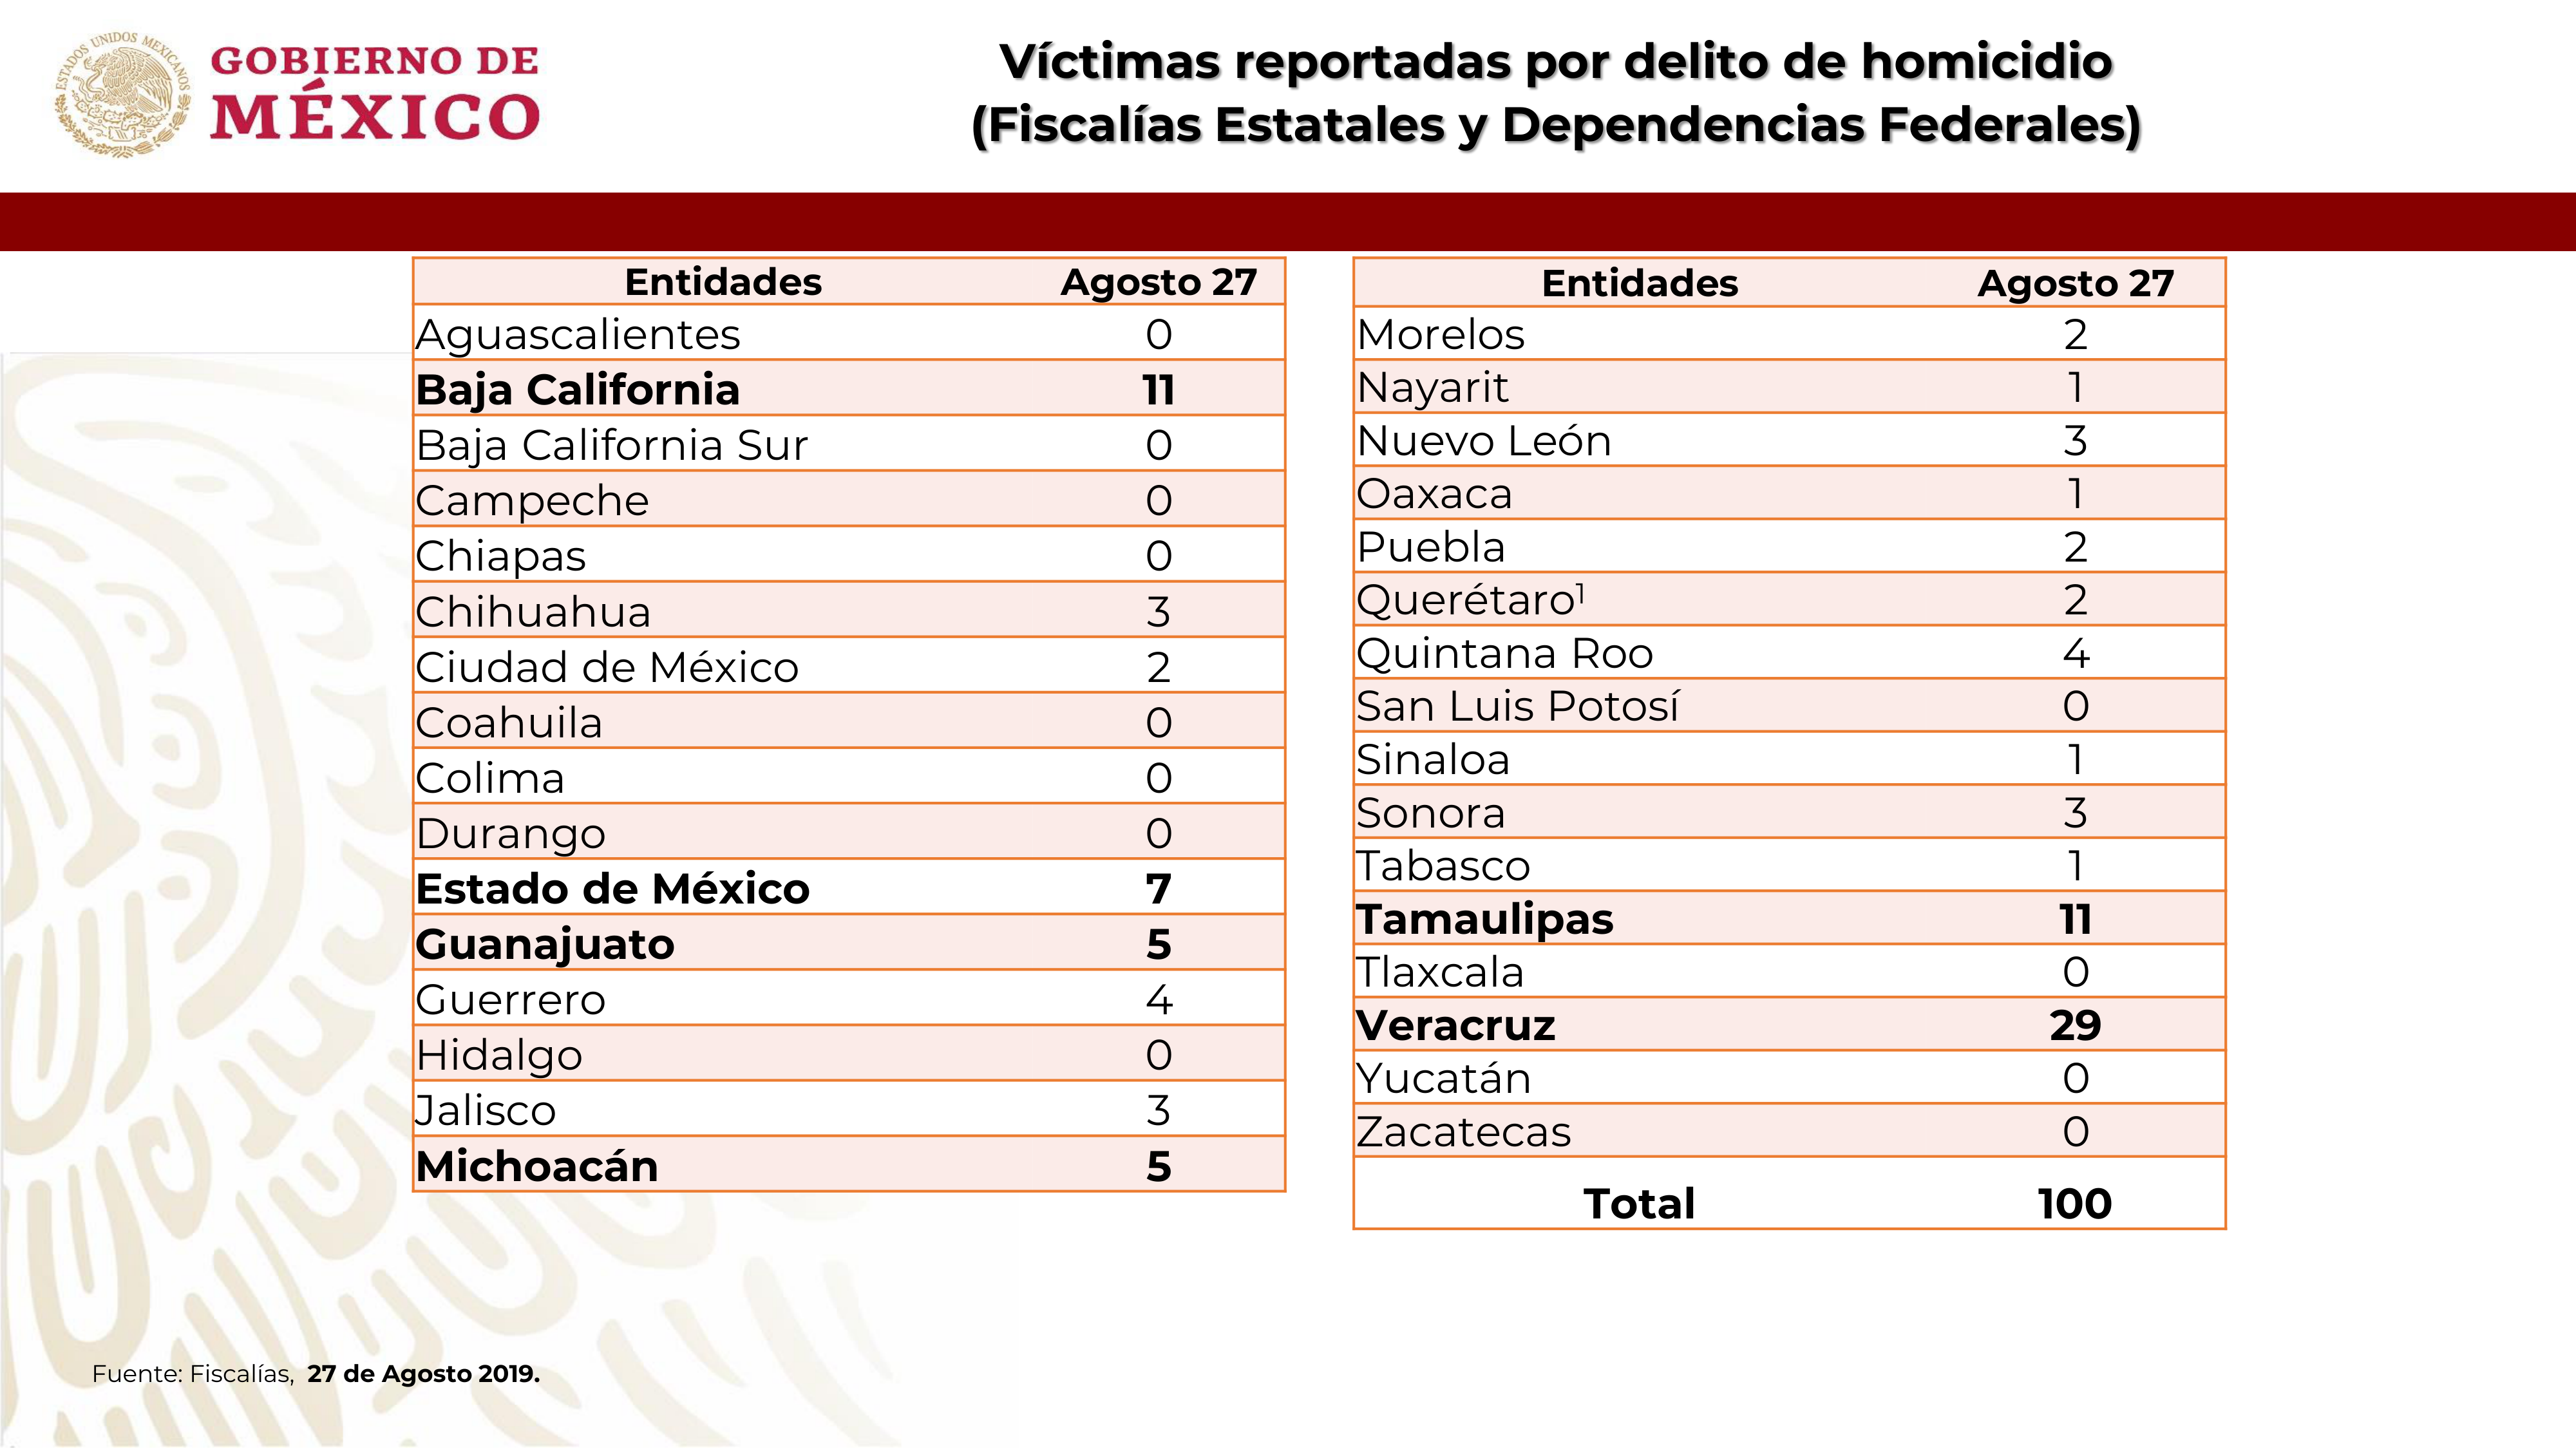 ESTADOS UNIDOS MEXICANOS
GOBIERNO DE
MÉXICO
Víctimas reportadas por delito de homicidio
(Fiscalías Estatales y Dependencias Federales)
Entidades Agosto 27
Aguascalientes 0
Baja California 11
Baja California Sur 0
Campeche 0
Chiapas 0
Chihuahua 3
Ciudad de México 2
Coahuila 0
Colima 0
Durango 0
Estado de México 7
Guanajuato 5
Guerrero 4
Hidalgo 0
Jalisco 3
Michoacán 5
Entidades Agosto 27
Morelos 2
Nayarit 1
Nuevo León 3
Oaxaca 1
Puebla 2
Querétaro¹ 2
Quintana Roo 4
San Luis Potosí 0
Sinaloa 1
Sonora 3
Tabasco 1
Tamaulipas 11
Tlaxcala 0
Veracruz 29
Yucatán 0
Zacatecas 0
Total 100
Fuente: Fiscalías, 27 de Agosto 2019.